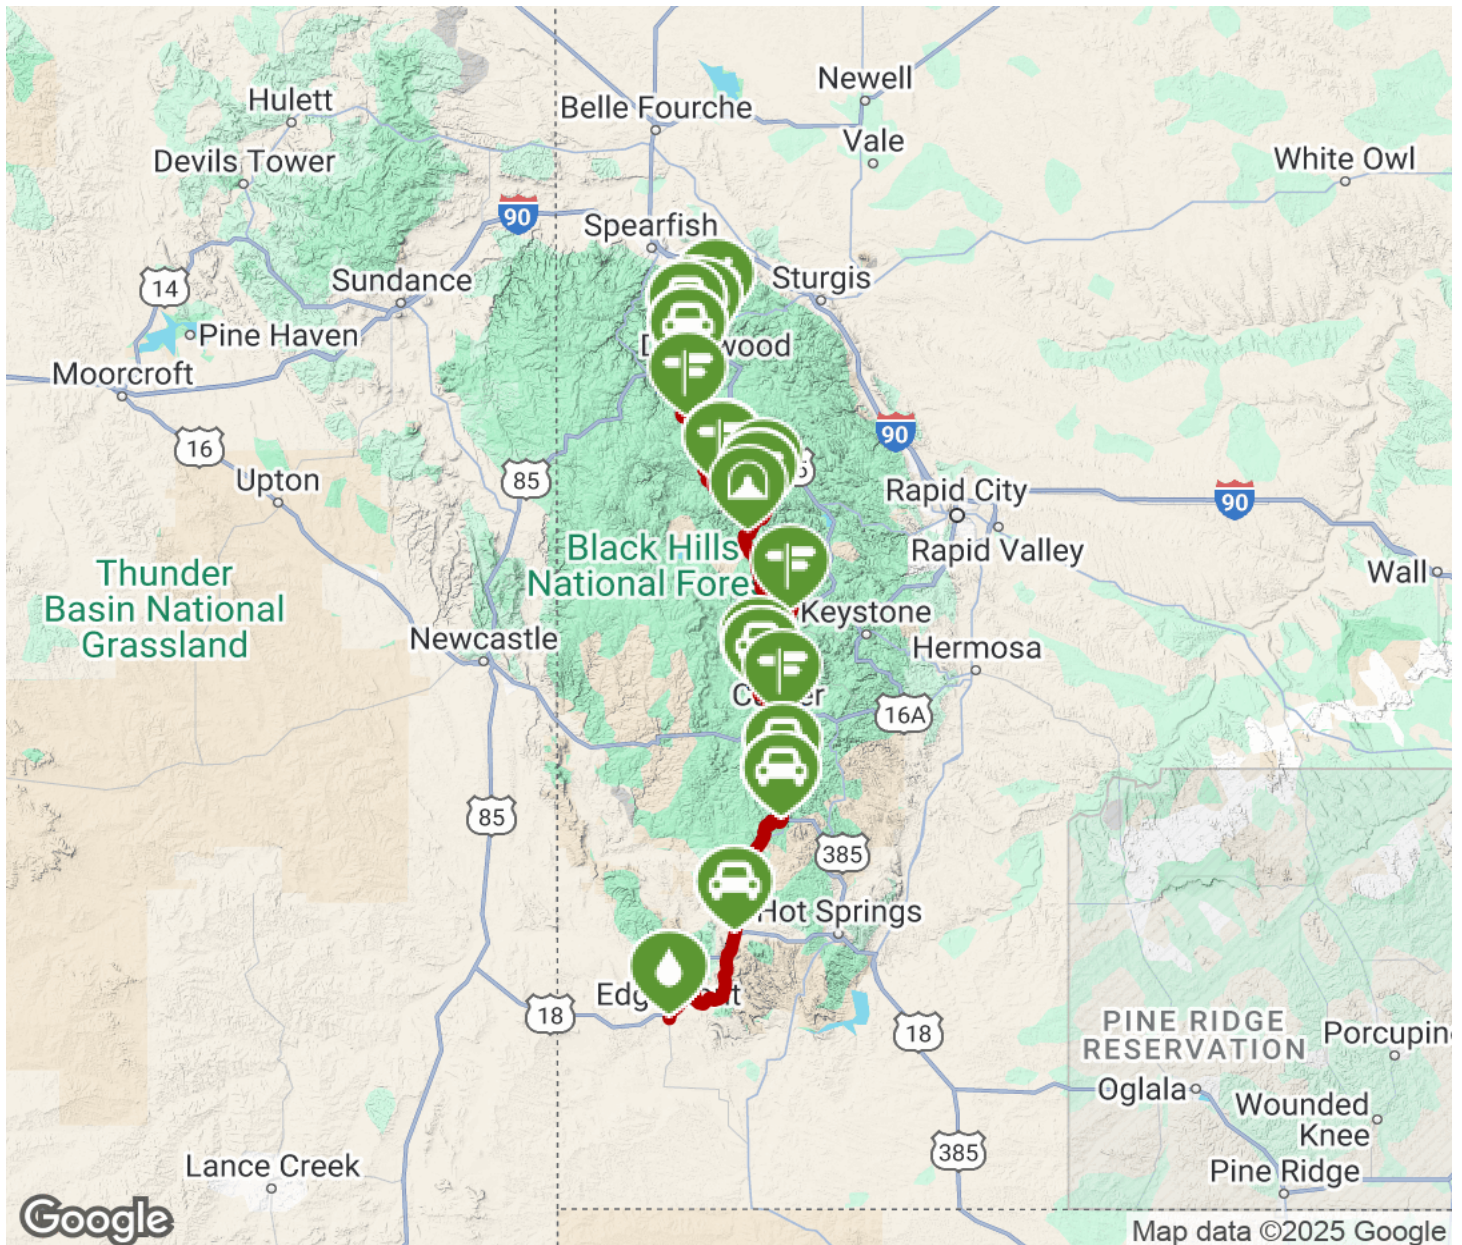 Newell
Hulett
Belle Fourche
Vale
Devils Tower
White Owl
90
Spearfish
Sundance
Sturgis
14
Pine Haven
Moorcroft
90
16
85
Upton
Rapid City
90
Black Hills
National Fore
Rapid Valley
Wall
Thunder
Basin National
Grassland
Keystone
Newcastle
Hermosa
16A
85
385
Hot Springs
18
18
PINE RIDGE
RESERVATION
Porcupin
Oglala
Wounded
Knee
385
Lance Creek
Pine Ridge
Google
Map data ©2025 Google